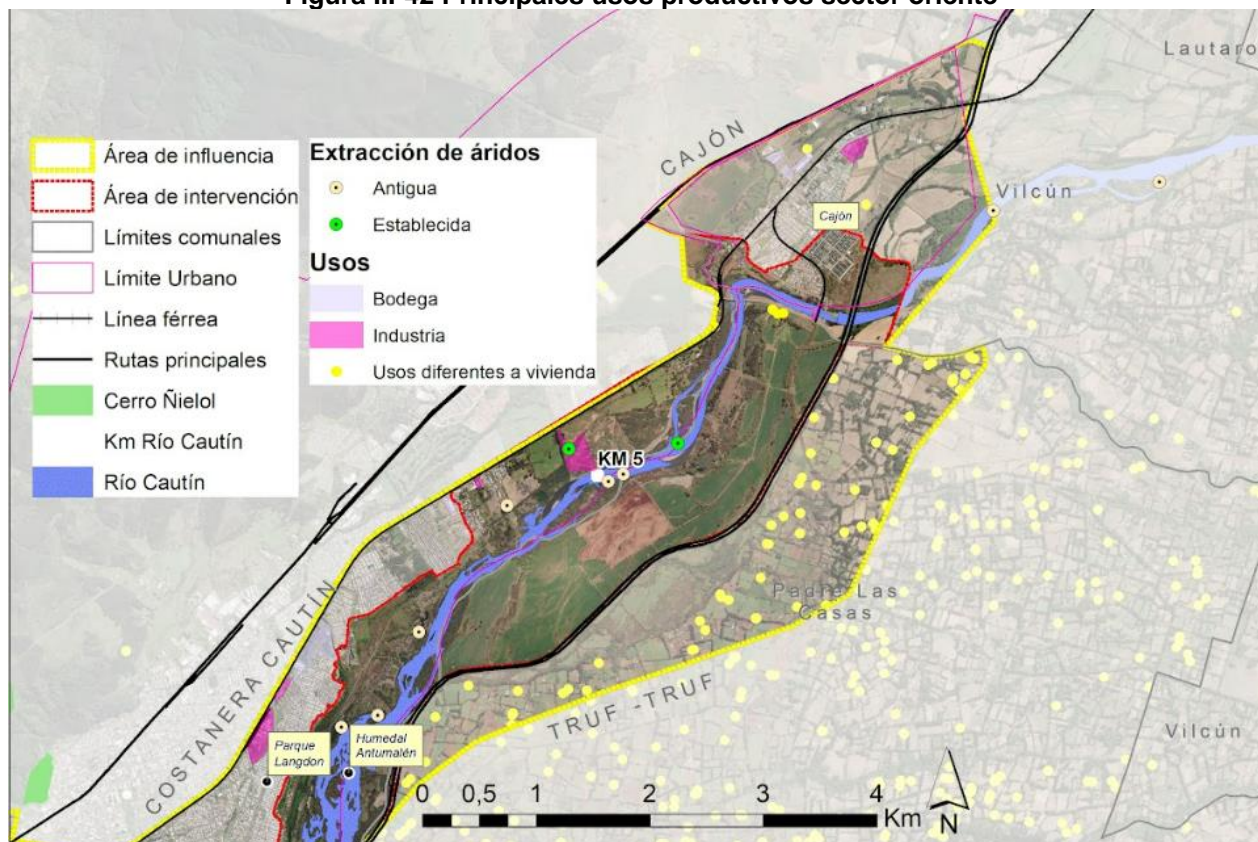 Figura III-42 Principales usos productivos sector oriente
Lautaro
Área de influencia
Área de intervención
Límites comunales
Límite Urbano
Línea férrea
Rutas principales
Cerro Ñielol
Km Río Cautín
Río Cautín
Extracción de áridos
Antigua
Establecida
Usos
Bodega
Industria
Usos diferentes a vivienda
CAJÓN
Vilcún
Cajón
KM 5
Padre Las
Casas
COSTANERA CAUTÍN
TRUF -TRUF
Vilcún
Parque
Langdon
Humedal
Antumalén
0 0,5 1 2 3 4
Km
N